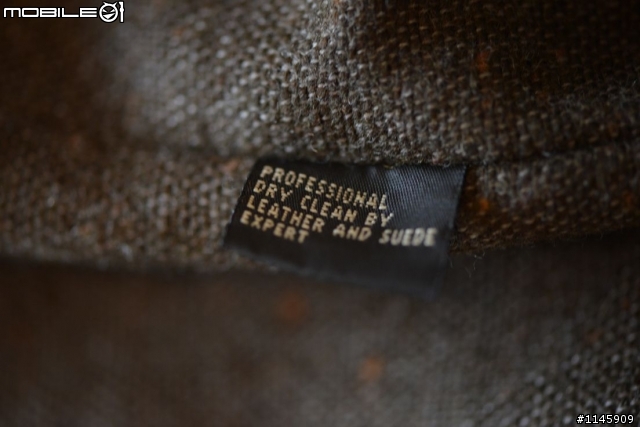 MOBILE01
PROFESSIONAL
DRY CLEAN BY
LEATHER AND SUEDE
EXPERT
#1145909